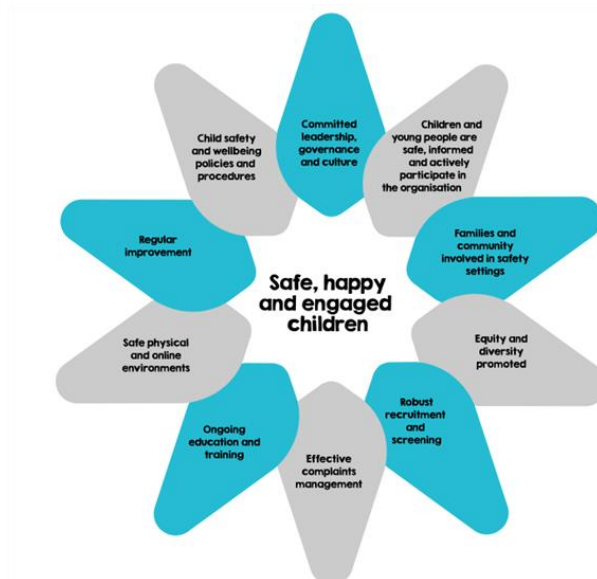 Committed
leadership,
governance
and culture
Children and
young people are
safe, informed
and actively
participate in
the organisation
Families and
community
involved in safety
settings
Equity and
diversity
promoted
Robust
recruitment
and
screening
Effective
complaints
management
Ongoing
education and
training
Safe physical
and online
environments
Regular
improvement
Child safety
and wellbeing
policies and
procedures
Safe, happy
and engaged
children